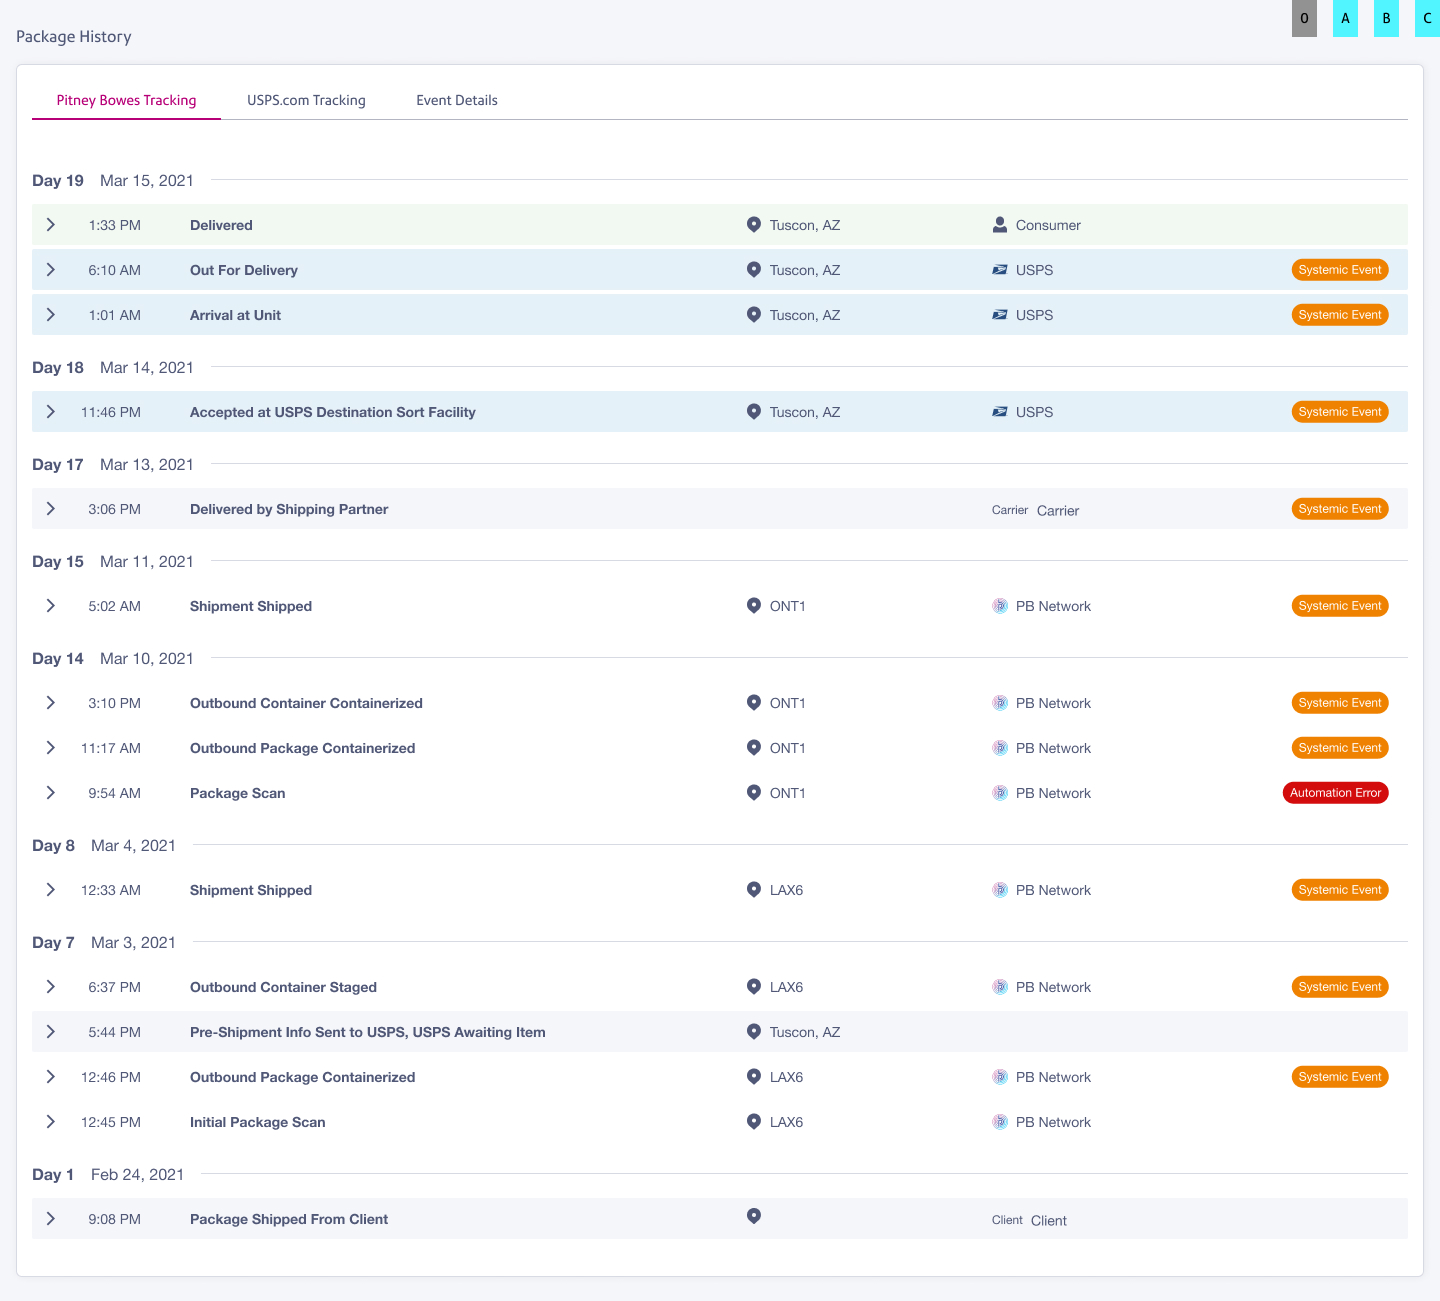 0 A B C
Package History
Pitney Bowes Tracking USPS.com Tracking Event Details
Day 19 Mar 15, 2021
1:33 PM Delivered Tuscon, AZ Consumer
6:10 AM Out For Delivery Tuscon, AZ USPS Systemic Event
1:01 AM Arrival at Unit Tuscon, AZ USPS Systemic Event
Day 18 Mar 14, 2021
11:46 PM Accepted at USPS Destination Sort Facility Tuscon, AZ USPS Systemic Event
Day 17 Mar 13, 2021
3:06 PM Delivered by Shipping Partner Carrier Carrier Systemic Event
Day 15 Mar 11, 2021
5:02 AM Shipment Shipped ONT1 PB Network Systemic Event
Day 14 Mar 10, 2021
3:10 PM Outbound Container Containerized ONT1 PB Network Systemic Event
11:17 AM Outbound Package Containerized ONT1 PB Network Systemic Event
9:54 AM Package Scan ONT1 PB Network Automation Error
Day 8 Mar 4, 2021
12:33 AM Shipment Shipped LAX6 PB Network Systemic Event
Day 7 Mar 3, 2021
6:37 PM Outbound Container Staged LAX6 PB Network Systemic Event
5:44 PM Pre-Shipment Info Sent to USPS, USPS Awaiting Item Tuscon, AZ
12:46 PM Outbound Package Containerized LAX6 PB Network Systemic Event
12:45 PM Initial Package Scan LAX6 PB Network
Day 1 Feb 24, 2021
9:08 PM Package Shipped From Client Client Client